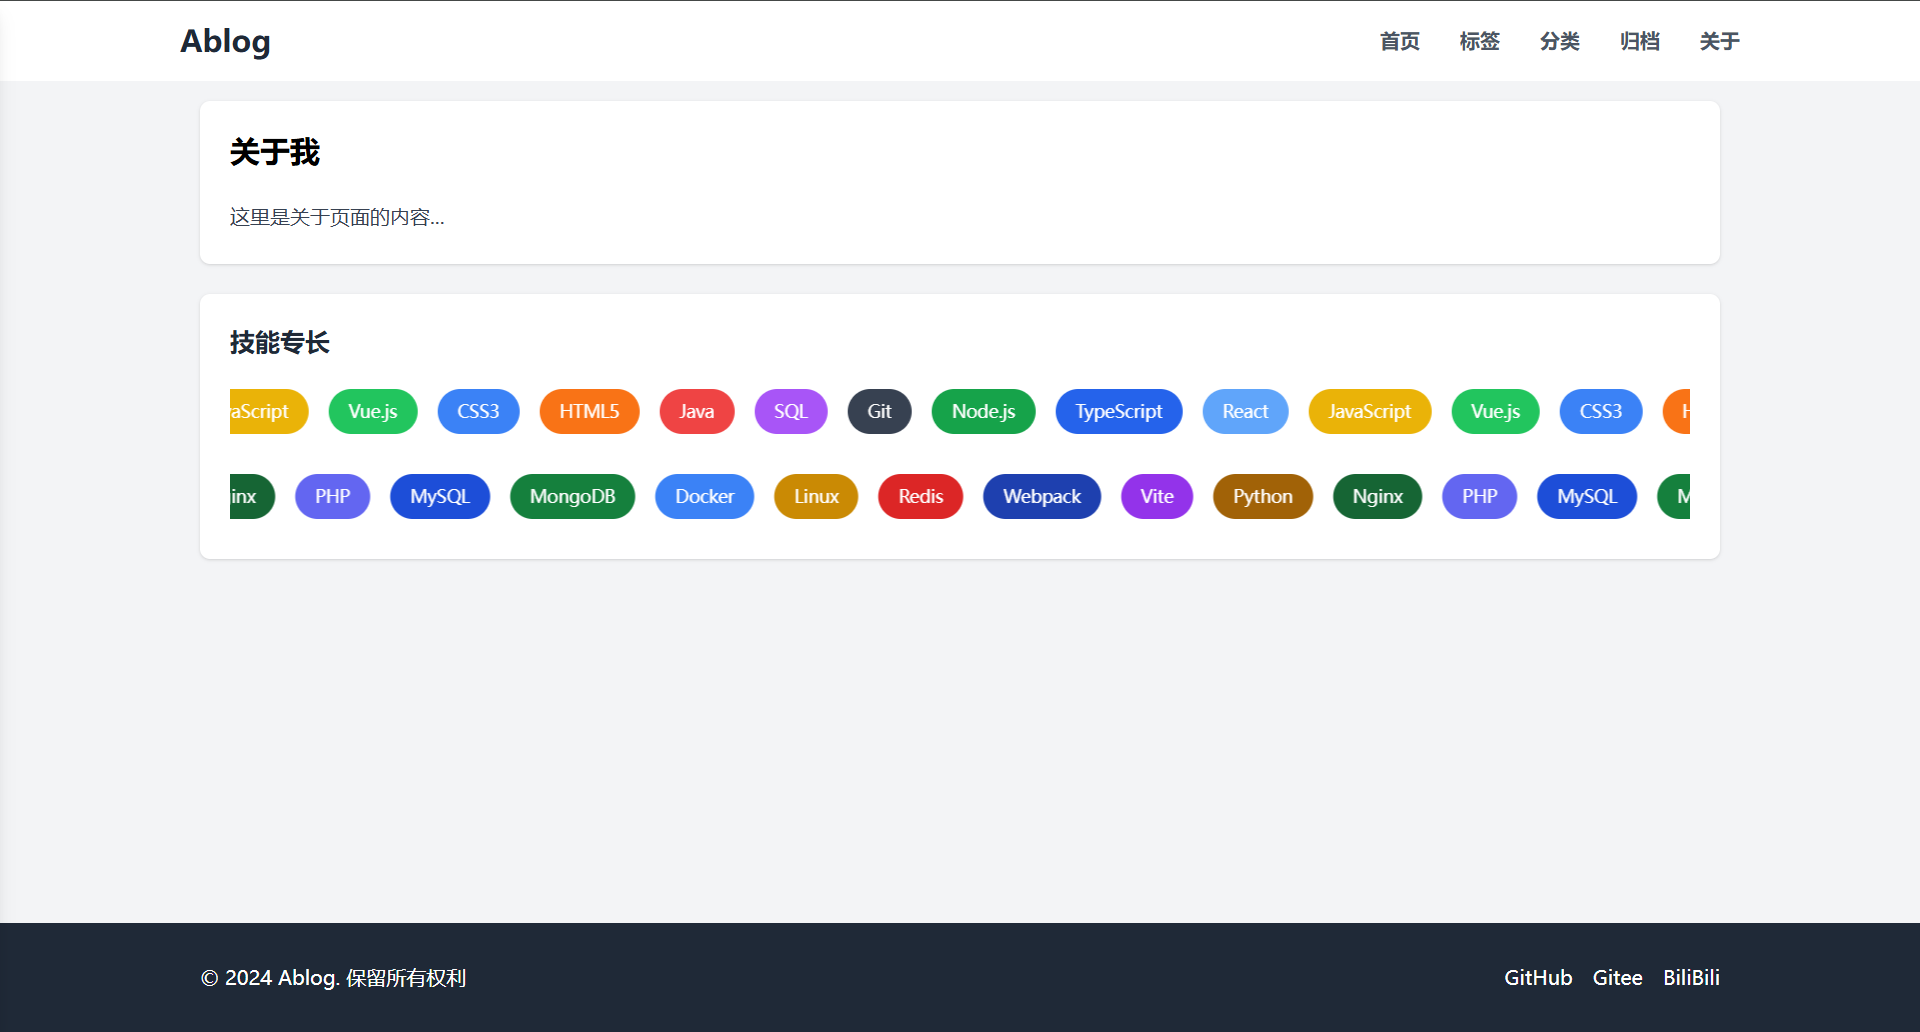 Ablog 首页 标签 分类 归档 关于
关于我
这里是关于页面的内容...
技能专长
aScript Vue.js CSS3 HTML5 Java SQL Git Node.js TypeScript React JavaScript Vue.js CSS3 H
inx PHP MySQL MongoDB Docker Linux Redis Webpack Vite Python Nginx PHP MySQL M
© 2024 Ablog. 保留所有权利 GitHub Gitee BiliBili